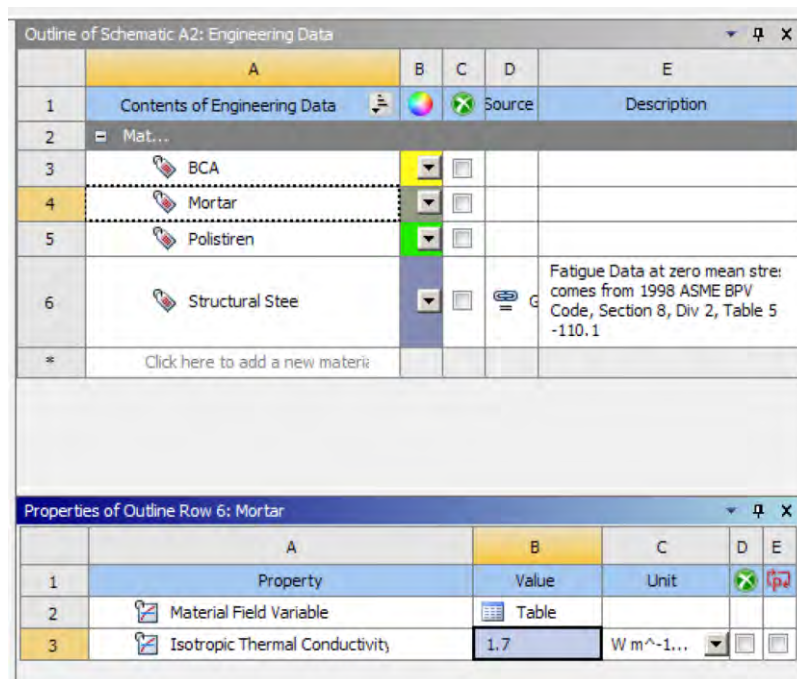 Outline of Schematic A2: Engineering Data
A B C D E
1 Contents of Engineering Data Source Description
2 Mat...
3 BCA
4 Mortar
5 Polistiren
6 Structural Stee G Fatigue Data at zero mean stre
comes from 1998 ASME BPV
Code, Section 8, Div 2, Table 5
-110.1
* Click here to add a new materia
Properties of Outline Row 6: Mortar
A B C D E
1 Property Value Unit
2 Material Field Variable Table
3 Isotropic Thermal Conductivity 1.7 W m^-1...